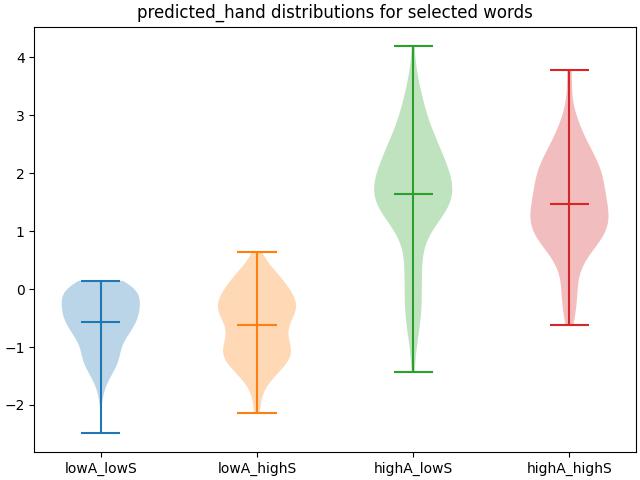 predicted_hand distributions for selected words
4
3
2
1
0
−1
−2
lowA_lowS
lowA_highS
highA_lowS
highA_highS